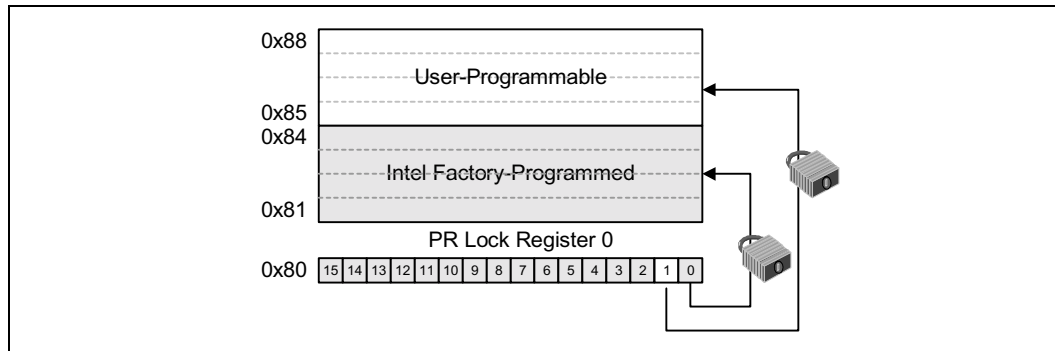 0x88
User-Programmable
0x85
0x84
Intel Factory-Programmed
0x81
PR Lock Register 0
0x80 15 14 13 12 11 10 9 8 7 6 5 4 3 2 1 0